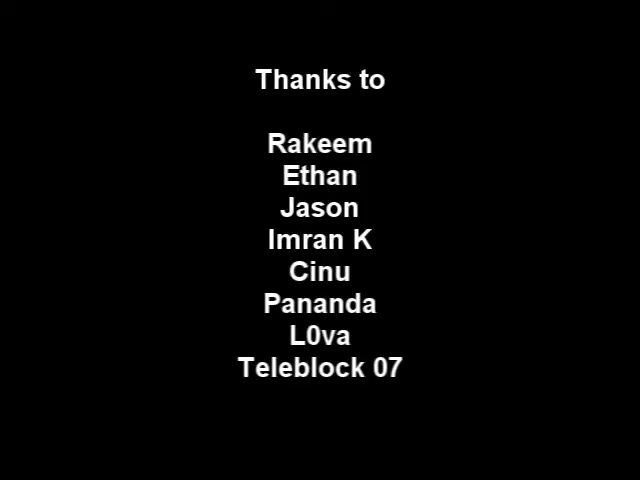 Thanks to
Rakeem
Ethan
Jason
Imran K
Cinu
Pananda
L0va
Teleblock 07